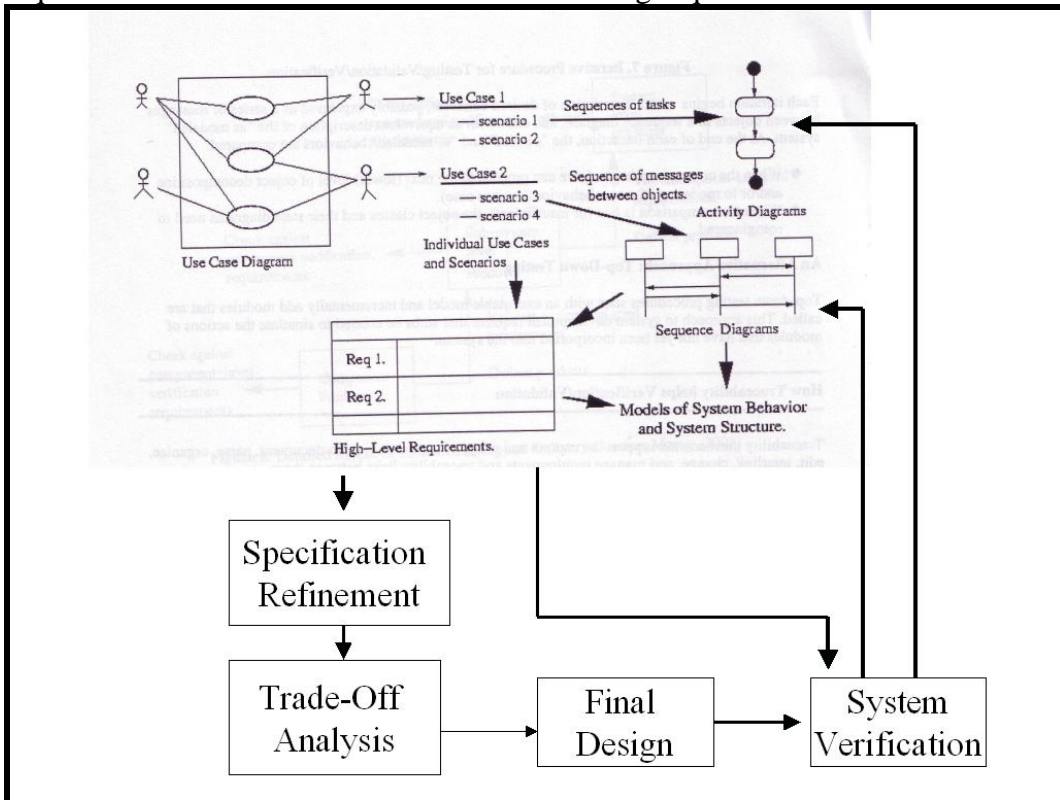 Use Case 1
scenario 1
scenario 2
Sequences of tasks
Use Case 2
scenario 3
scenario 4
Sequence of messages
between objects.
Activity Diagrams
Use Case Diagram
Individual Use Cases
and Scenarios
Sequence Diagrams
Req 1.
Req 2.
High-Level Requirements.
Models of System Behavior
and System Structure.
Specification
Refinement
Trade-Off
Analysis
Final
Design
System
Verification